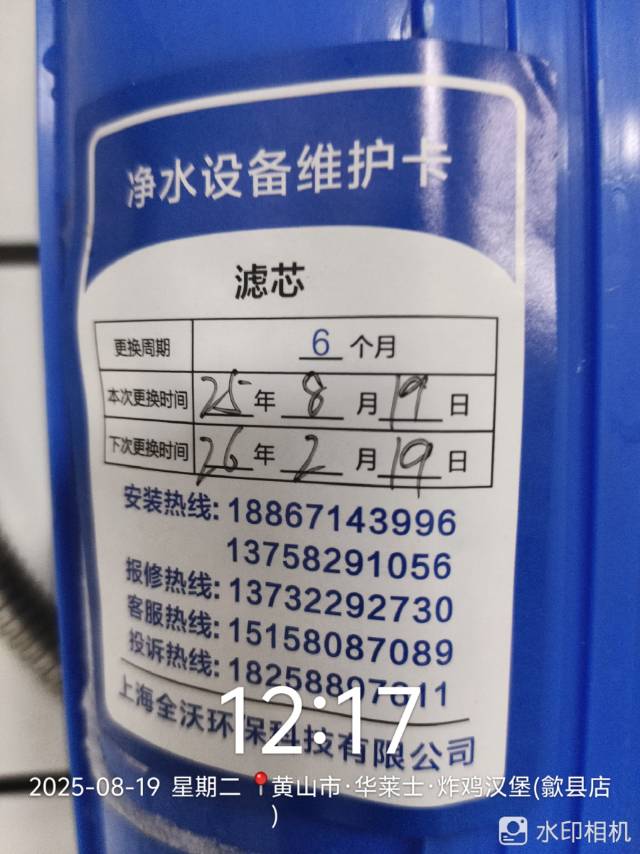 净水设备维护卡
滤芯
更换周期 6 个月
本次更换时间 25 年 8 月 19 日
下次更换时间 26 年 2 月 19 日
安装热线: 18867143996
13758291056
报修热线: 13732292730
客服热线: 15158087089
投诉热线:
上海全沃环保科技有限公司
12:17
2025-08-19 星期二 📍黄山市·华莱士·炸鸡汉堡(歙县店
)
水印相机